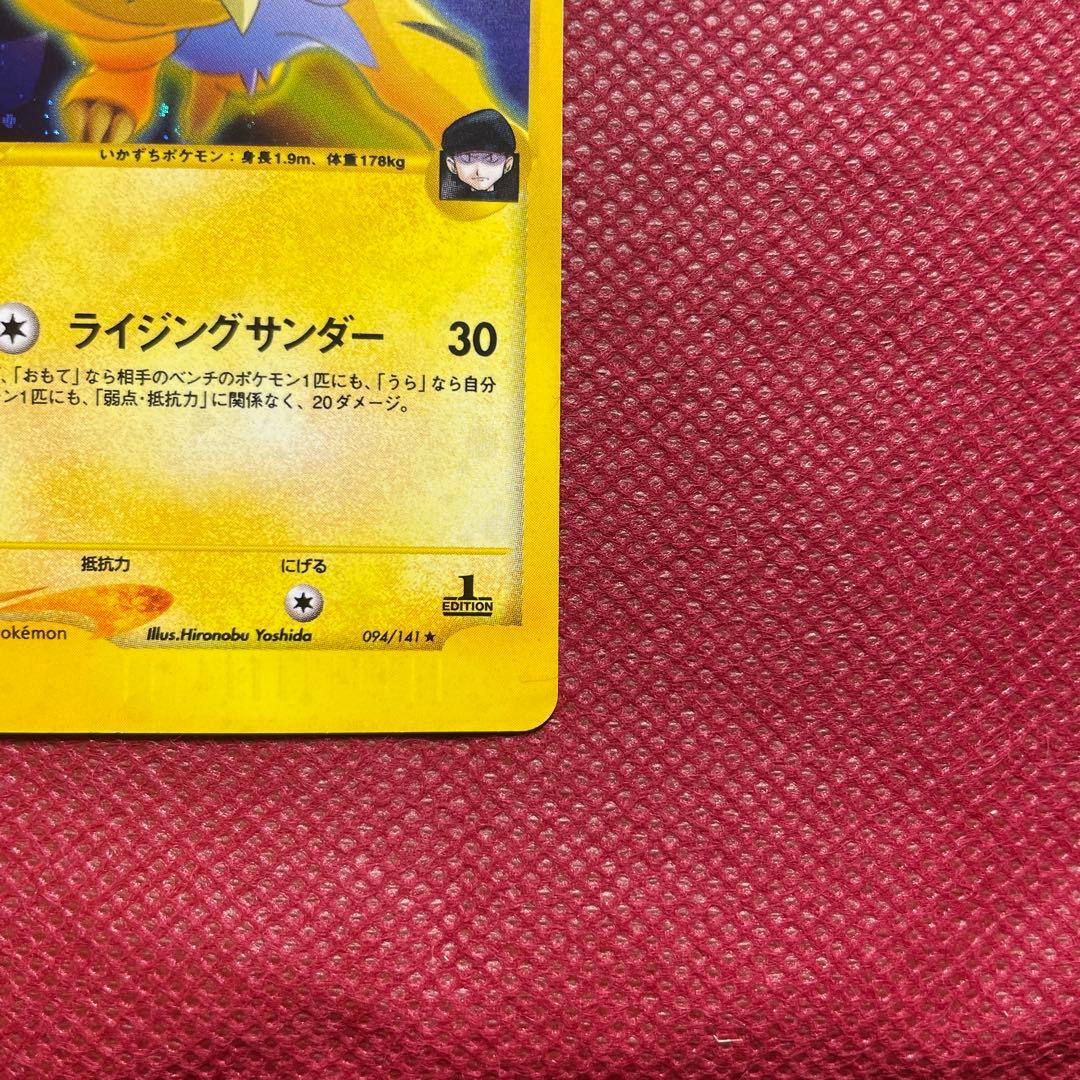 いかずちポケモン：身長1.9m、体重178kg
ライジングサンダー 30
、「おもて」なら相手のベンチのポケモン1匹にも、「うら」なら自分
ン1匹にも、「弱点・抵抗力」に関係なく、20ダメージ。
抵抗力 にげる
1
EDITION
okémon Illus.Hironobu Yoshida 094/141★